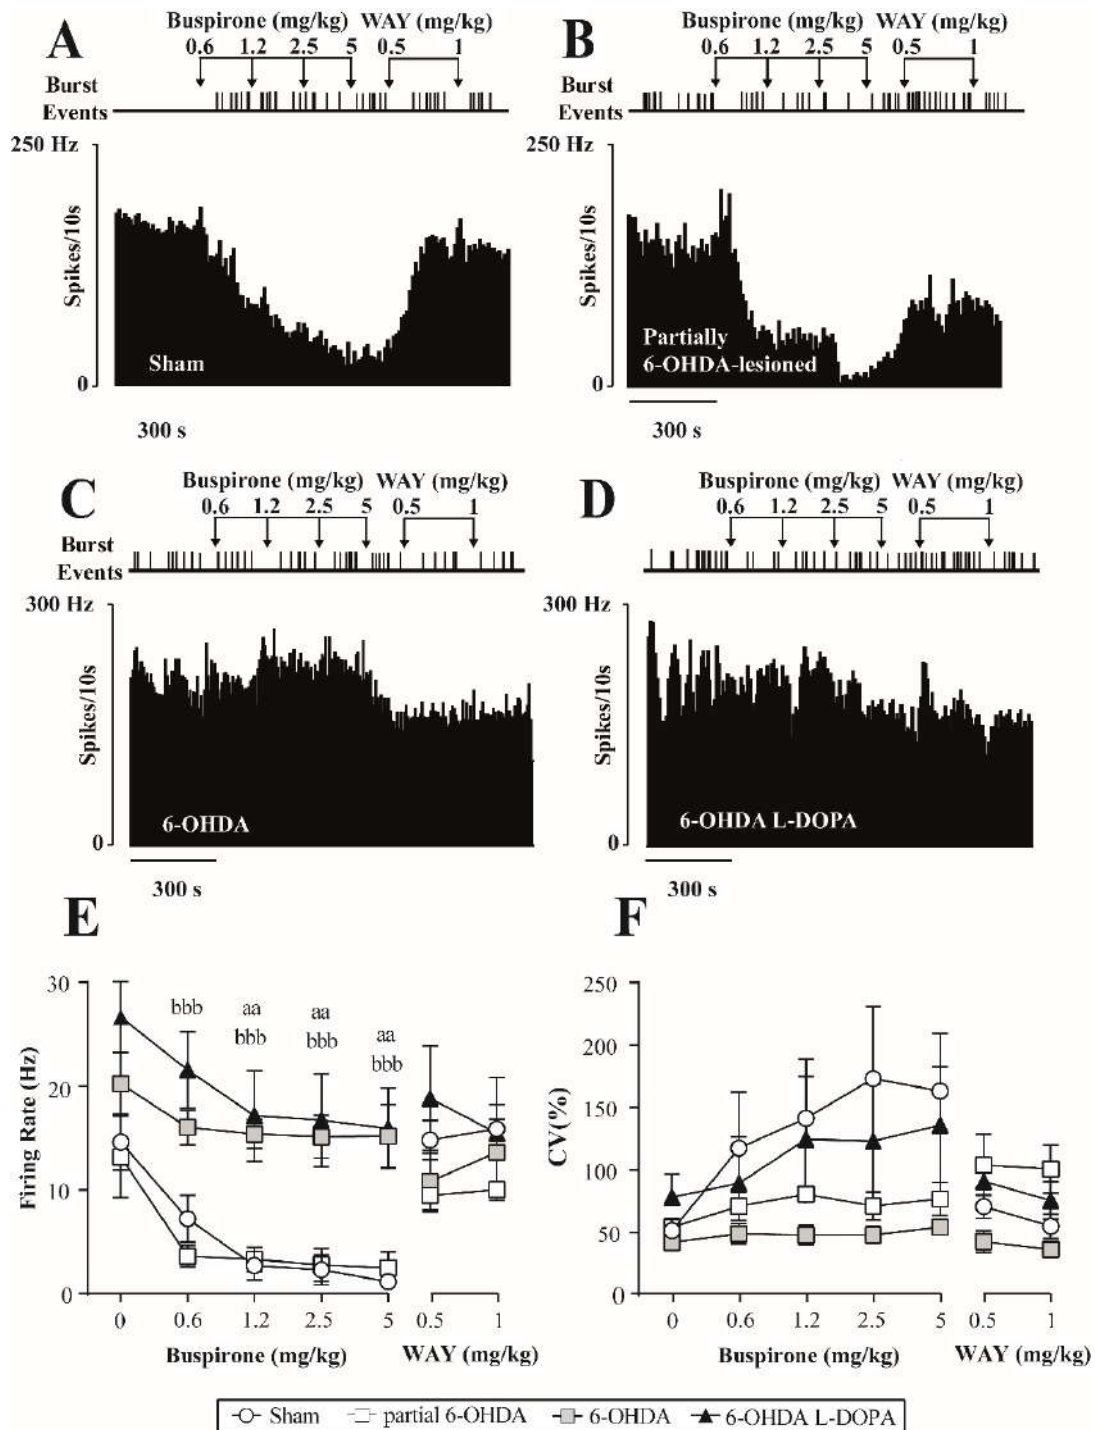 A
Buspirone (mg/kg) WAY (mg/kg)
0.6 1.2 2.5 5 0.5 1
Burst
Events
250 Hz
Spikes/10s
0
Sham
300 s
B
Buspirone (mg/kg) WAY (mg/kg)
0.6 1.2 2.5 5 0.5 1
Burst
Events
250 Hz
Spikes/10s
0
Partially
6-OHDA-lesioned
300 s
C
Buspirone (mg/kg) WAY (mg/kg)
0.6 1.2 2.5 5 0.5 1
Burst
Events
300 Hz
Spikes/10s
0
6-OHDA
300 s
D
Buspirone (mg/kg) WAY (mg/kg)
0.6 1.2 2.5 5 0.5 1
300 Hz
Spikes/10s
0
6-OHDA L-DOPA
300 s
E
30
20
10
0
Firing Rate (Hz)
bbb
aa
bbb
aa
bbb
aa
bbb
0 0.6 1.2 2.5 5 0.5 1
Buspirone (mg/kg) WAY (mg/kg)
F
250
200
150
100
50
0
CV(%)
0 0.6 1.2 2.5 5 0.5 1
Buspirone (mg/kg) WAY (mg/kg)
Sham partial 6-OHDA 6-OHDA 6-OHDA L-DOPA